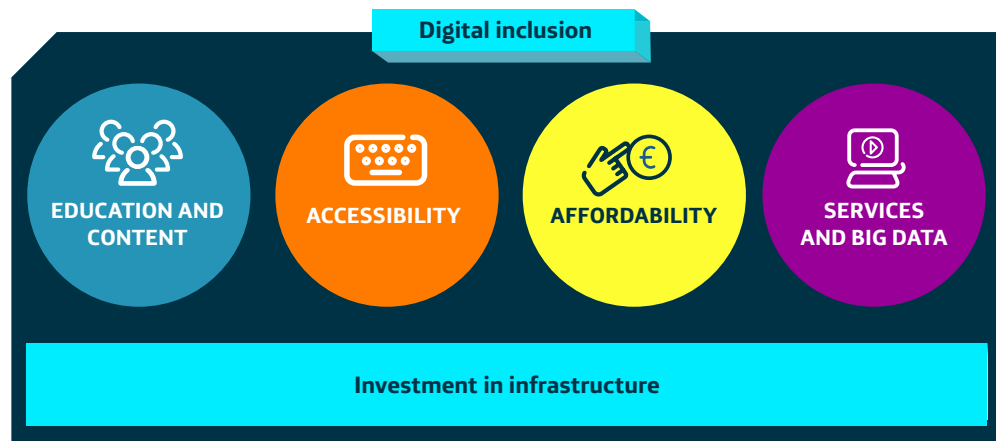 Digital inclusion
EDUCATION AND
CONTENT
ACCESSIBILITY
€
AFFORDABILITY
SERVICES
AND BIG DATA
Investment in infrastructure